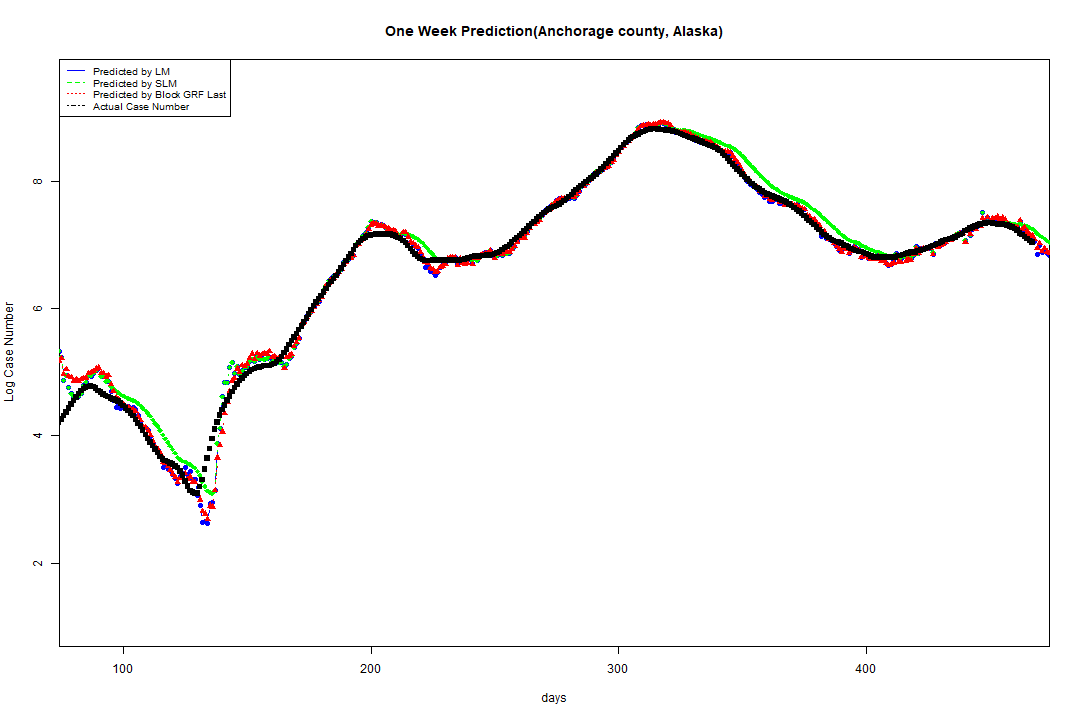 One Week Prediction(Anchorage county, Alaska)
Predicted by LM
Predicted by SLM
Predicted by Block GRF Last
Actual Case Number
8
6
4
2
Log Case Number
100 200 300 400
days